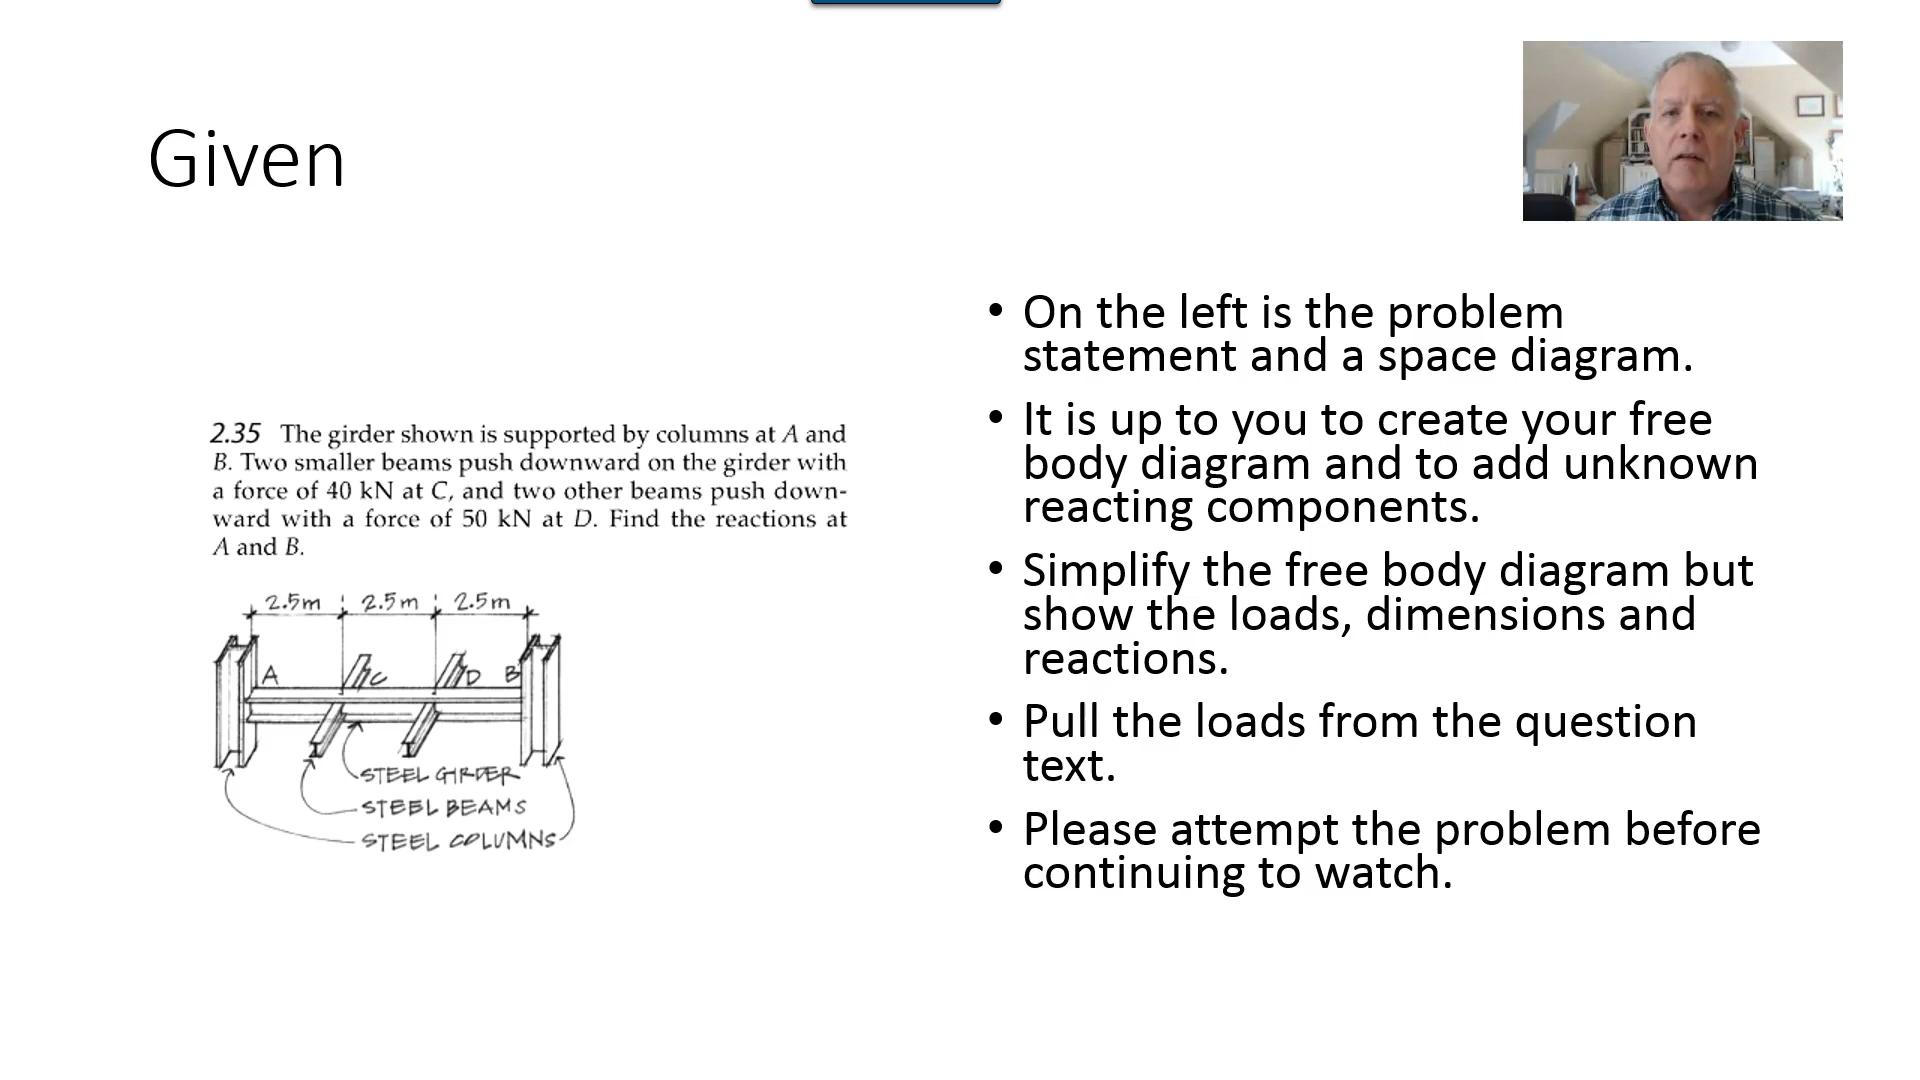 Given
2.35 The girder shown is supported by columns at A and
B. Two smaller beams push downward on the girder with
a force of 40 kN at C, and two other beams push down-
ward with a force of 50 kN at D. Find the reactions at
A and B.
2.5m 2.5m 2.5m
A C D B
STEEL GIRDER
STEEL BEAMS
STEEL COLUMNS
• On the left is the problem
statement and a space diagram.
• It is up to you to create your free
body diagram and to add unknown
reacting components.
• Simplify the free body diagram but
show the loads, dimensions and
reactions.
• Pull the loads from the question
text.
• Please attempt the problem before
continuing to watch.